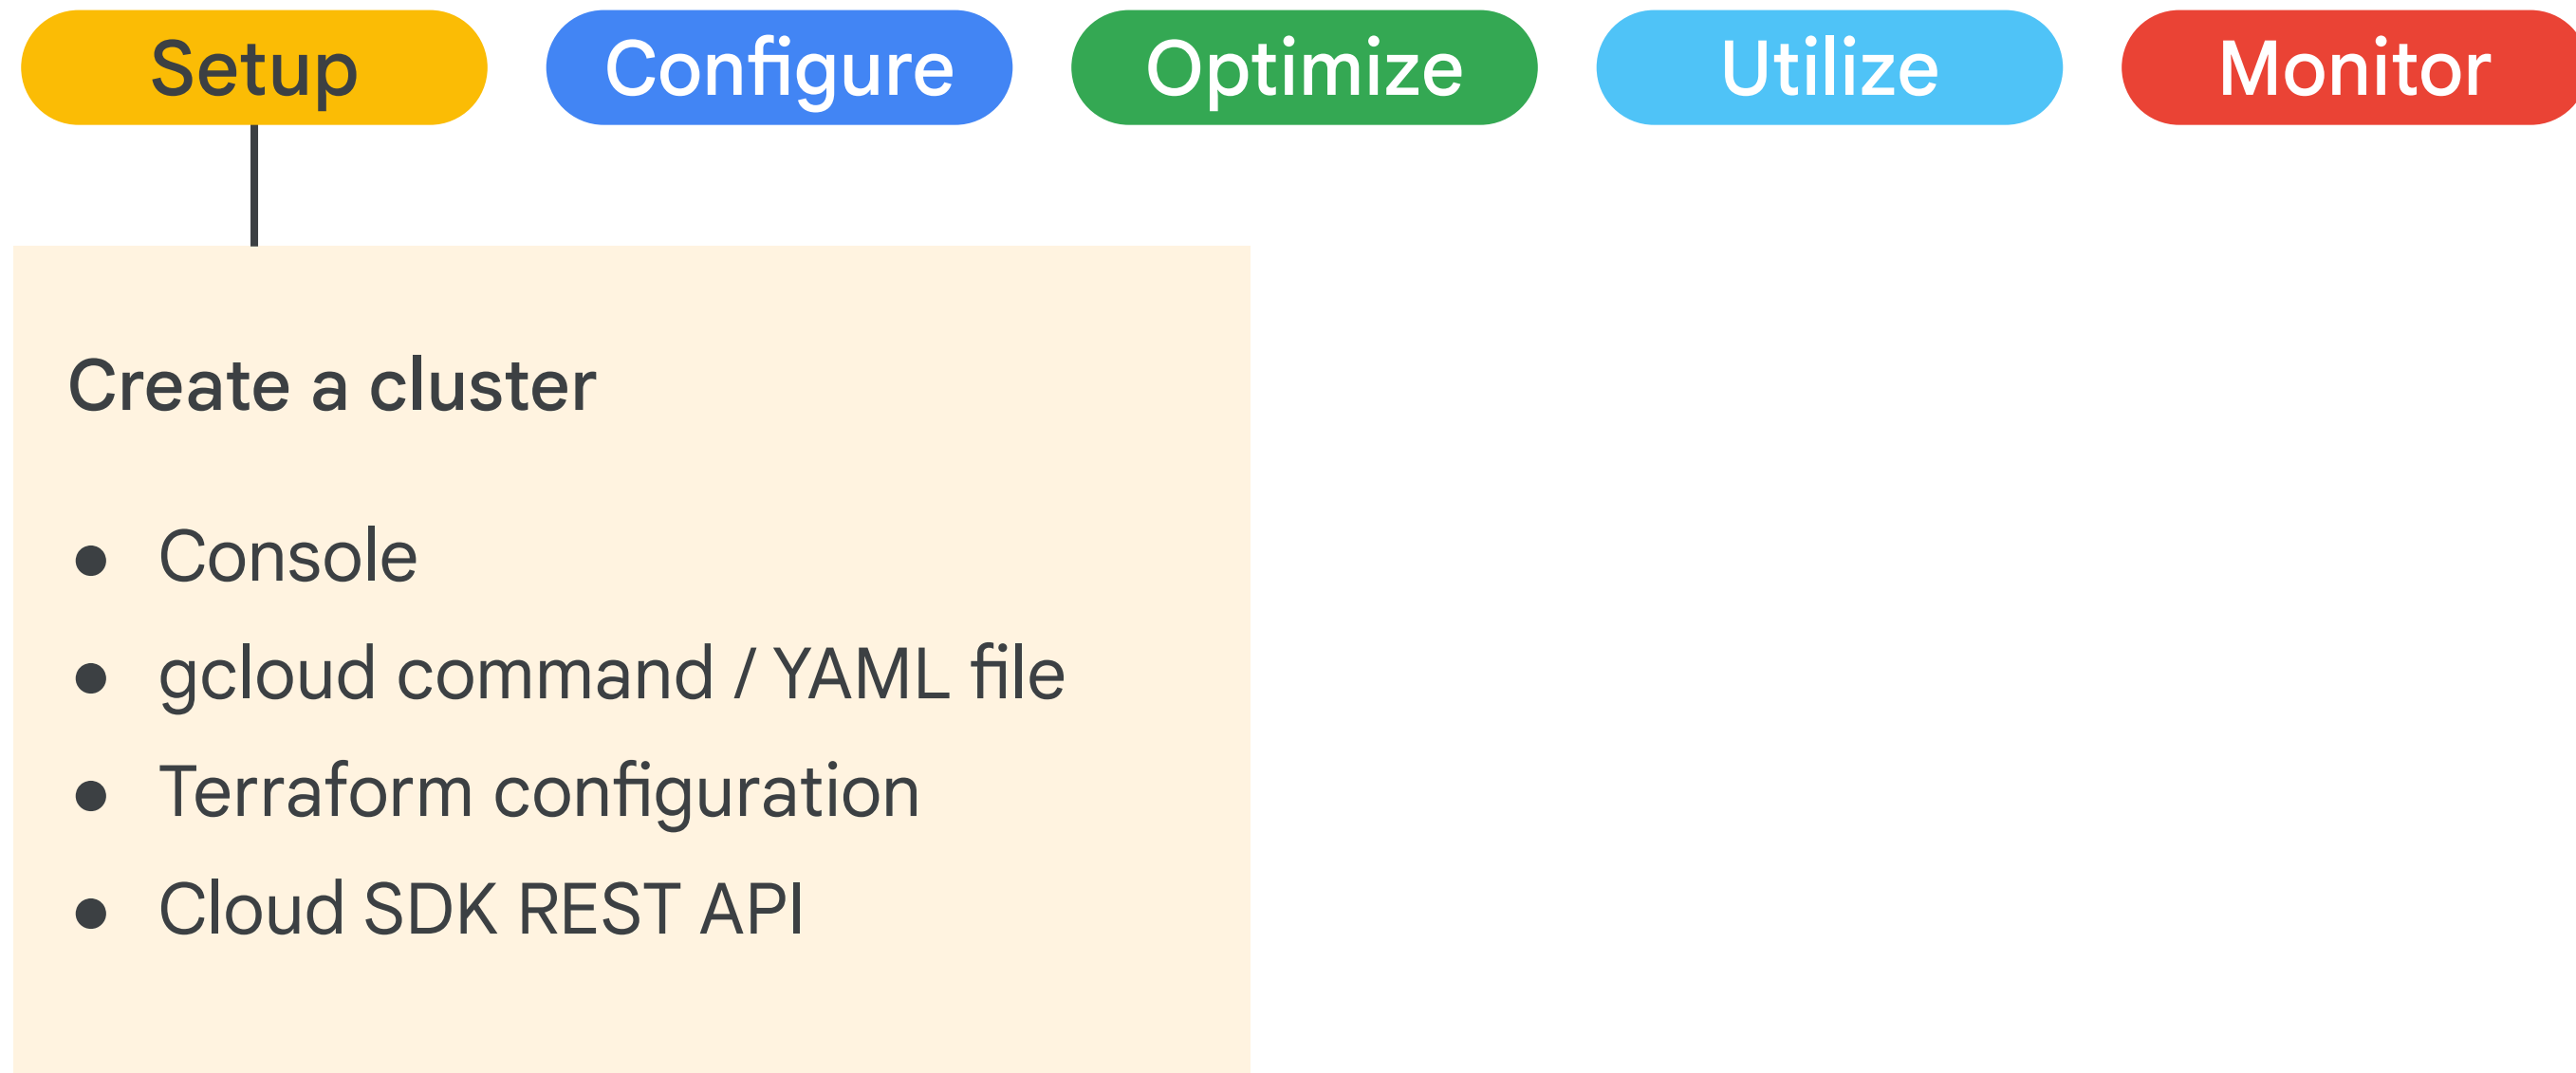 Setup
Configure
Optimize
Utilize
Monitor
Create a cluster
● Console
● gcloud command / YAML file
● Terraform configuration
● Cloud SDK REST API